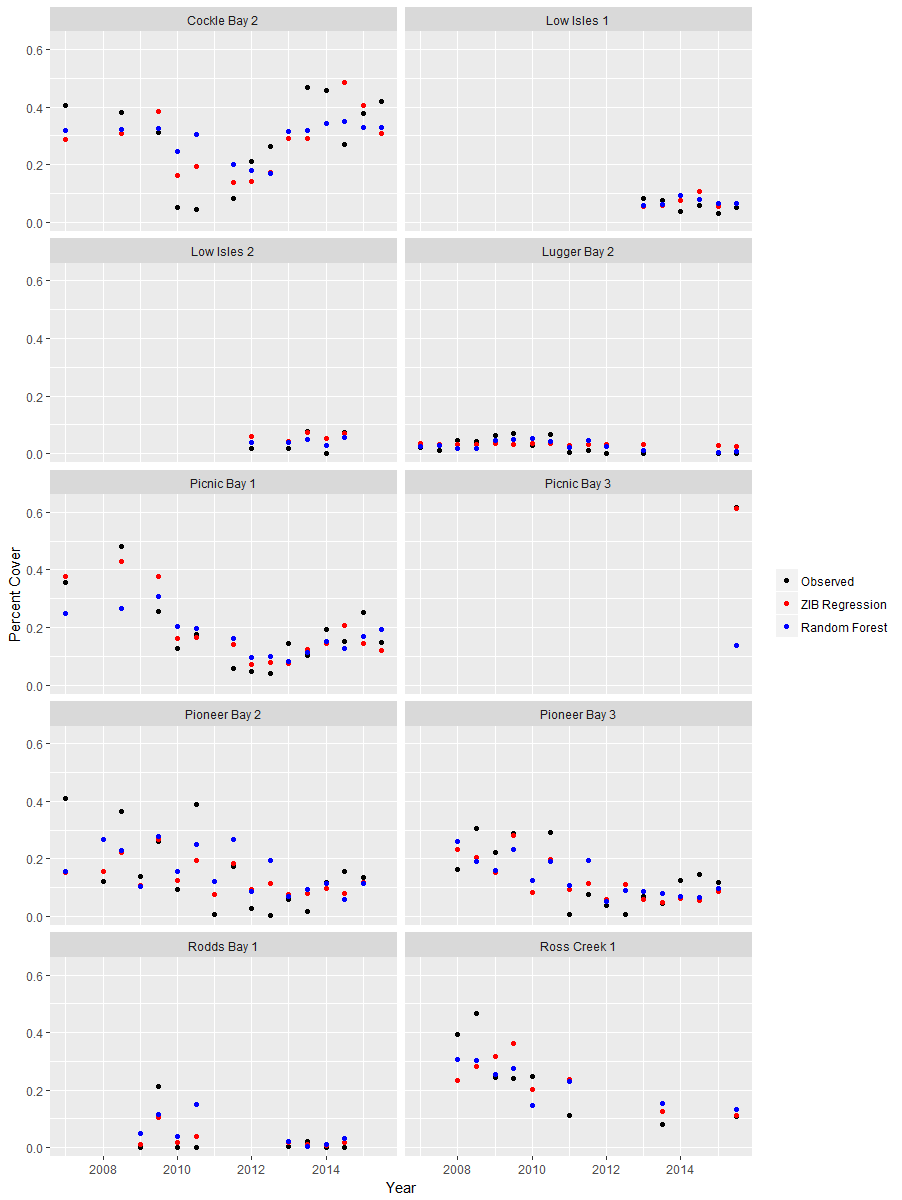 Cockle Bay 2
Low Isles 1
0.6
0.4
0.2
0.0
Low Isles 2
Lugger Bay 2
0.6
0.4
0.2
0.0
Picnic Bay 1
Picnic Bay 3
0.6
0.4
0.2
0.0
Percent Cover
Observed
ZIB Regression
Random Forest
Pioneer Bay 2
Pioneer Bay 3
0.6
0.4
0.2
0.0
Rodds Bay 1
Ross Creek 1
0.6
0.4
0.2
0.0
2008 2010 2012 2014 2008 2010 2012 2014
Year